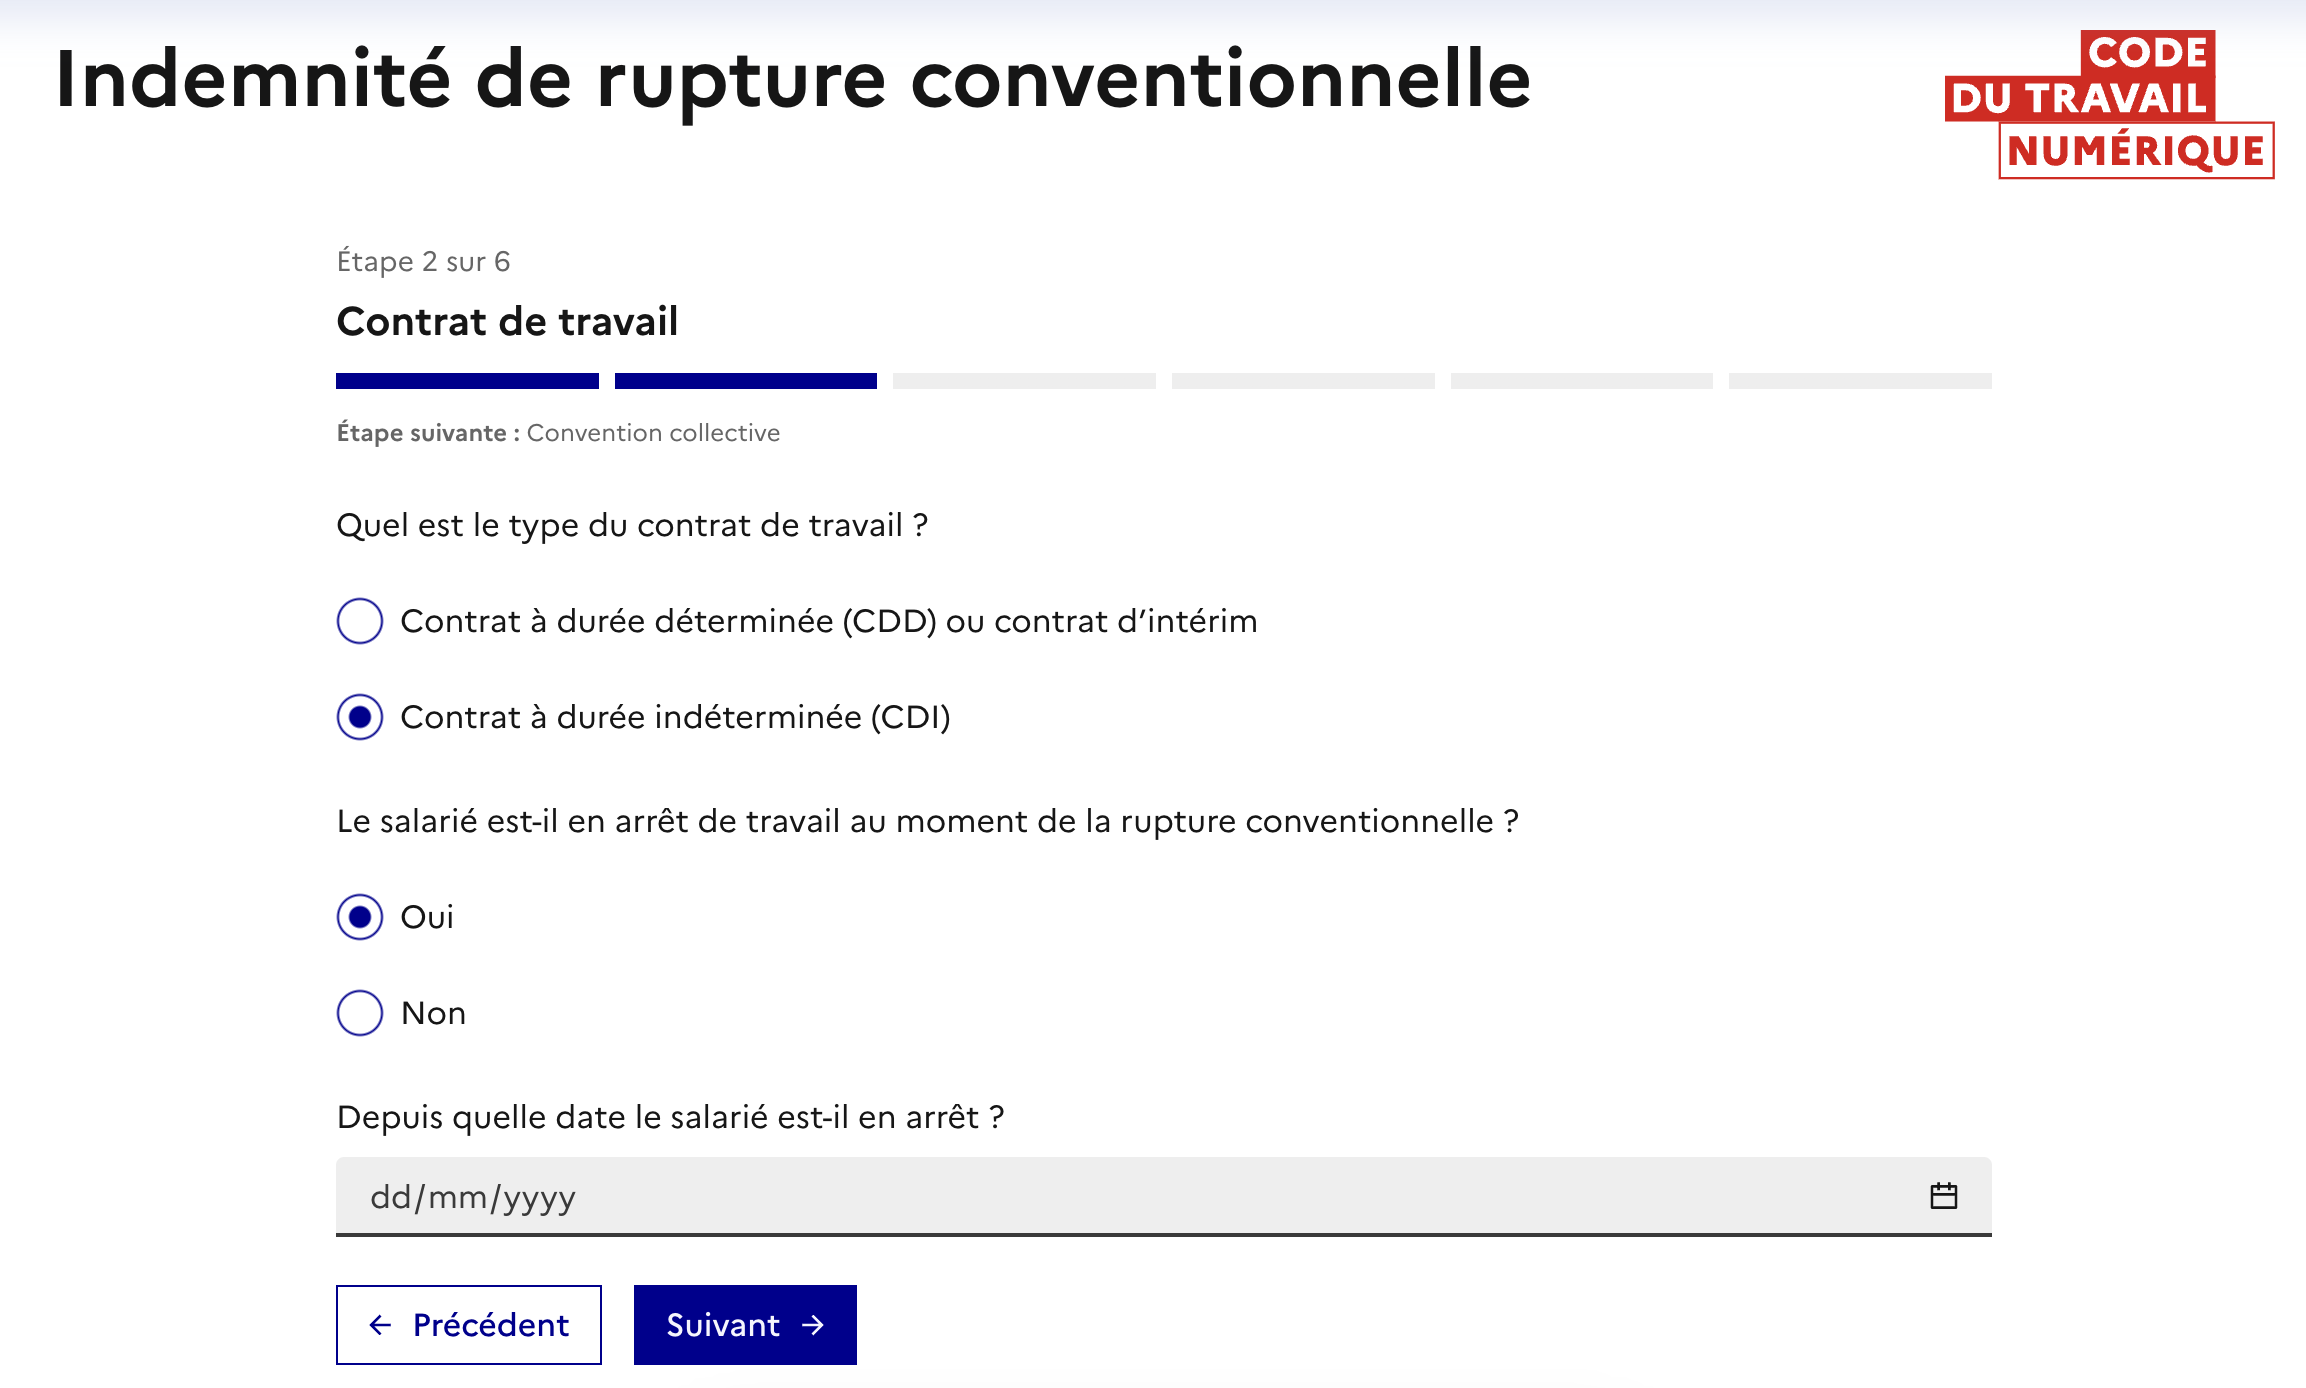 Indemnité de rupture conventionnelle
CODE
DU TRAVAIL
NUMÉRIQUE
Étape 2 sur 6
Contrat de travail
Étape suivante : Convention collective
Quel est le type du contrat de travail ?
Contrat à durée déterminée (CDD) ou contrat d’intérim
Contrat à durée indéterminée (CDI)
Le salarié est-il en arrêt de travail au moment de la rupture conventionnelle ?
Oui
Non
Depuis quelle date le salarié est-il en arrêt ?
dd/mm/yyyy
← Précédent
Suivant →